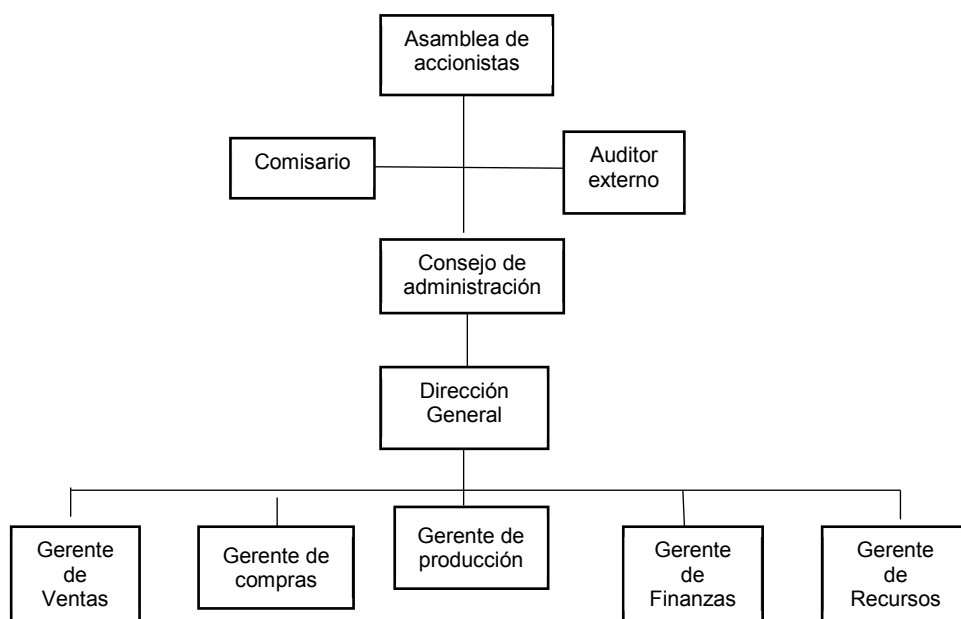 Asamblea de
accionistas
Comisario
Auditor
externo
Consejo de
administración
Dirección
General
Gerente
de
Ventas
Gerente de
compras
Gerente de
producción
Gerente
de
Finanzas
Gerente
de
Recursos